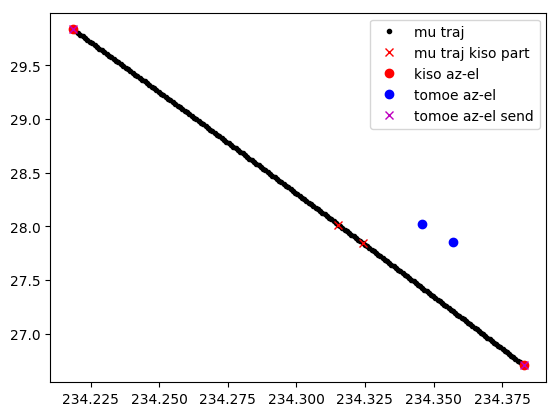 mu traj
mu traj kiso part
kiso az-el
tomoe az-el
tomoe az-el send
29.5
29.0
28.5
28.0
27.5
27.0
234.225 234.250 234.275 234.300 234.325 234.350 234.375